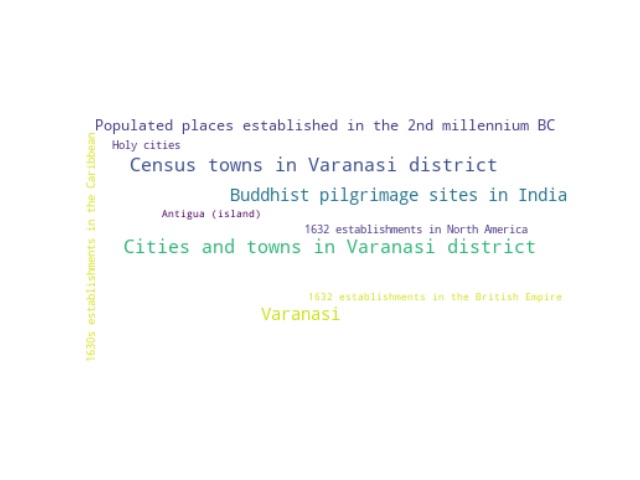 Populated places established in the 2nd millennium BC
Holy cities
Census towns in Varanasi district
Buddhist pilgrimage sites in India
Antigua (island)
1632 establishments in North America
Cities and towns in Varanasi district
1632 establishments in the British Empire
Varanasi
1630s establishments in the Caribbean